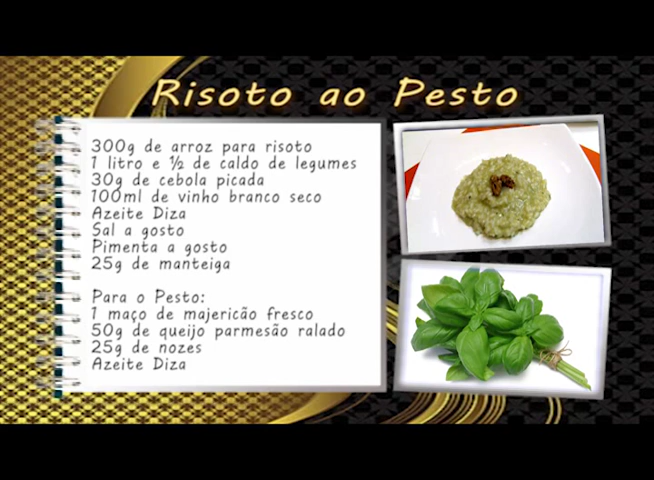 Risoto ao Pesto
300g de arroz para risoto
1 litro e ½ de caldo de legumes
30g de cebola picada
100ml de vinho branco seco
Azeite Diza
Sal a gosto
Pimenta a gosto
25g de manteiga
Para o Pesto:
1 maço de majericão fresco
50g de queijo parmesão ralado
25g de nozes
Azeite Diza